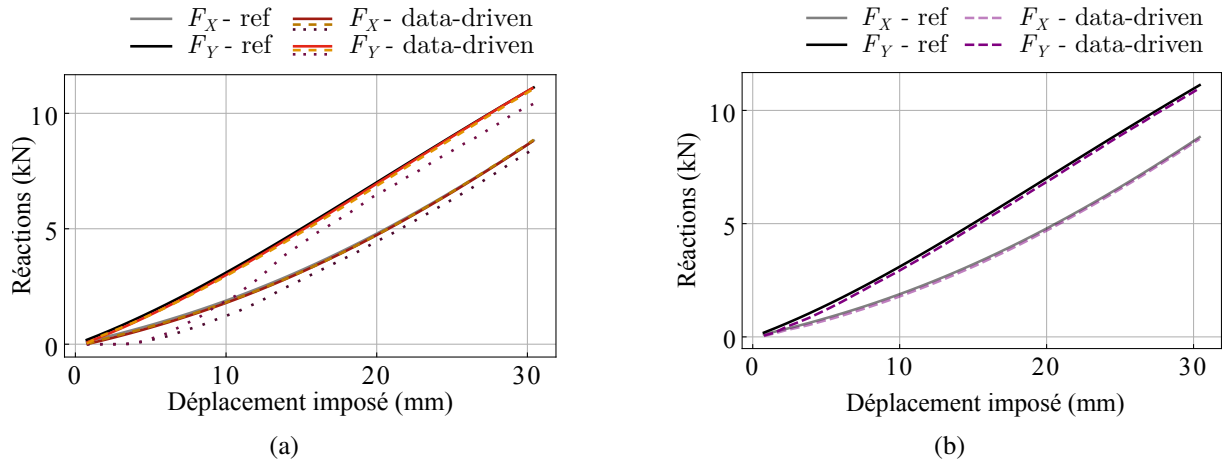 F_X - ref F_X - data-driven
F_Y - ref F_Y - data-driven
Réactions (kN)
10
5
0
0 10 20 30
Déplacement imposé (mm)
(a)
F_X - ref F_X - data-driven
F_Y - ref F_Y - data-driven
Réactions (kN)
10
5
0
0 10 20 30
Déplacement imposé (mm)
(b)